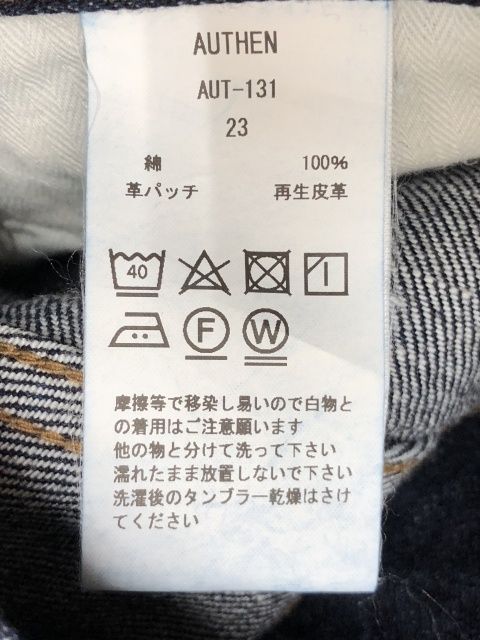 AUTHEN
AUT-131
23
綿 100%
革パッチ 再生皮革
40
F W
摩擦等で移染し易いので白物と
の着用はご注意願います
他の物と分けて洗って下さい
濡れたまま放置しないで下さい
洗濯後のタンブラー乾燥はさけ
てください